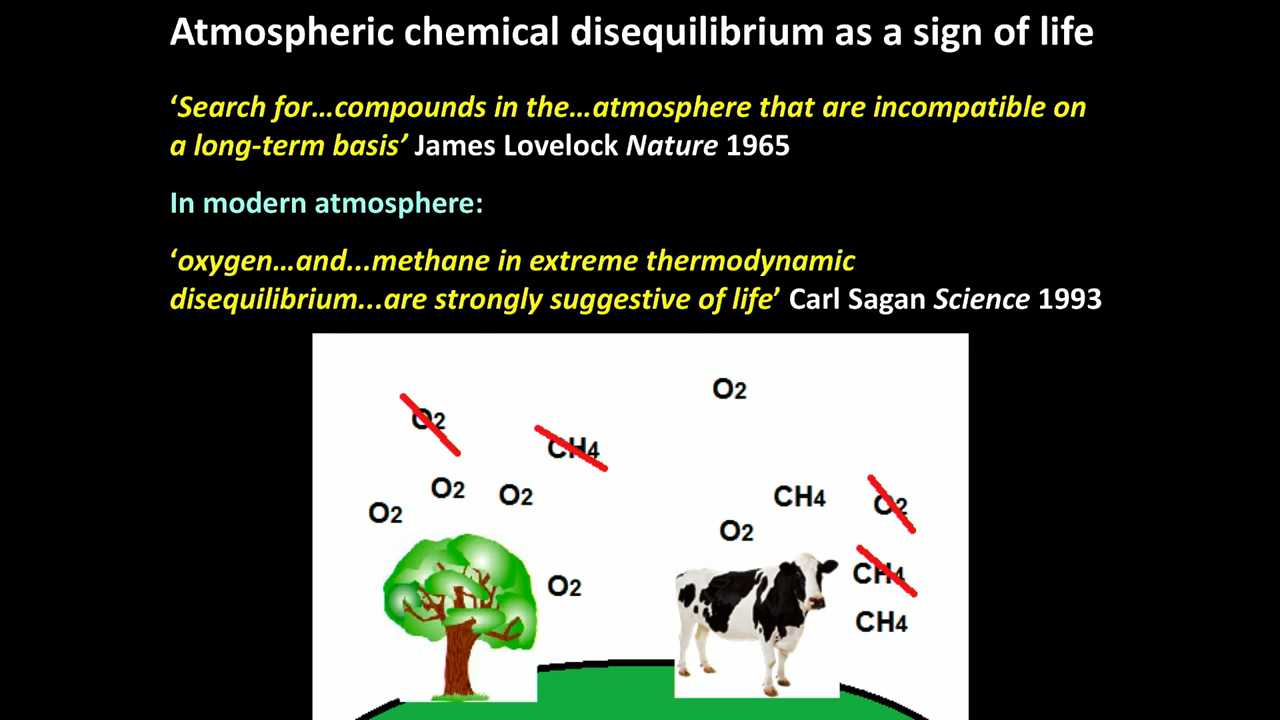 Atmospheric chemical disequilibrium as a sign of life
‘Search for…compounds in the…atmosphere that are incompatible on
a long-term basis’ James Lovelock Nature 1965
In modern atmosphere:
‘oxygen…and...methane in extreme thermodynamic
disequilibrium...are strongly suggestive of life’ Carl Sagan Science 1993
O2
O2
CH4
O2
O2
O2
CH4
O2
O2
O2
CH4
O2
CH4